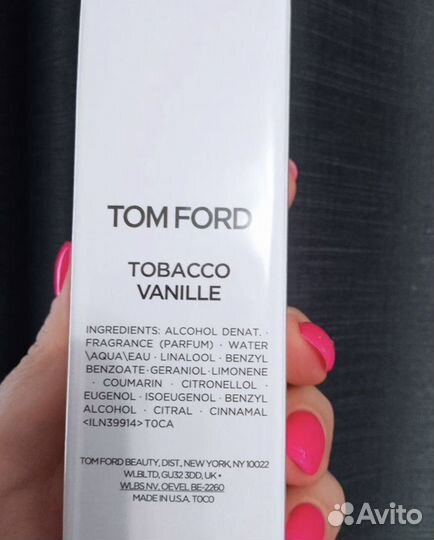 TOM FORD
TOBACCO
VANILLE
INGREDIENTS: ALCOHOL DENAT. ·
FRAGRANCE (PARFUM) · WATER
\AQUA\EAU · LINALOOL · BENZYL
BENZOATE·GERANIOL·LIMONENE
· COUMARIN · CITRONELLOL ·
EUGENOL · ISOEUGENOL · BENZYL
ALCOHOL · CITRAL · CINNAMAL
<ILN39914> T0CA
TOM FORD BEAUTY, DIST., NEW YORK, NY 10022
WLBLTD, GU32 3DD, UK •
WLBS NV, OEVEL BE-2260
MADE IN U.S.A. T0C0
Avito